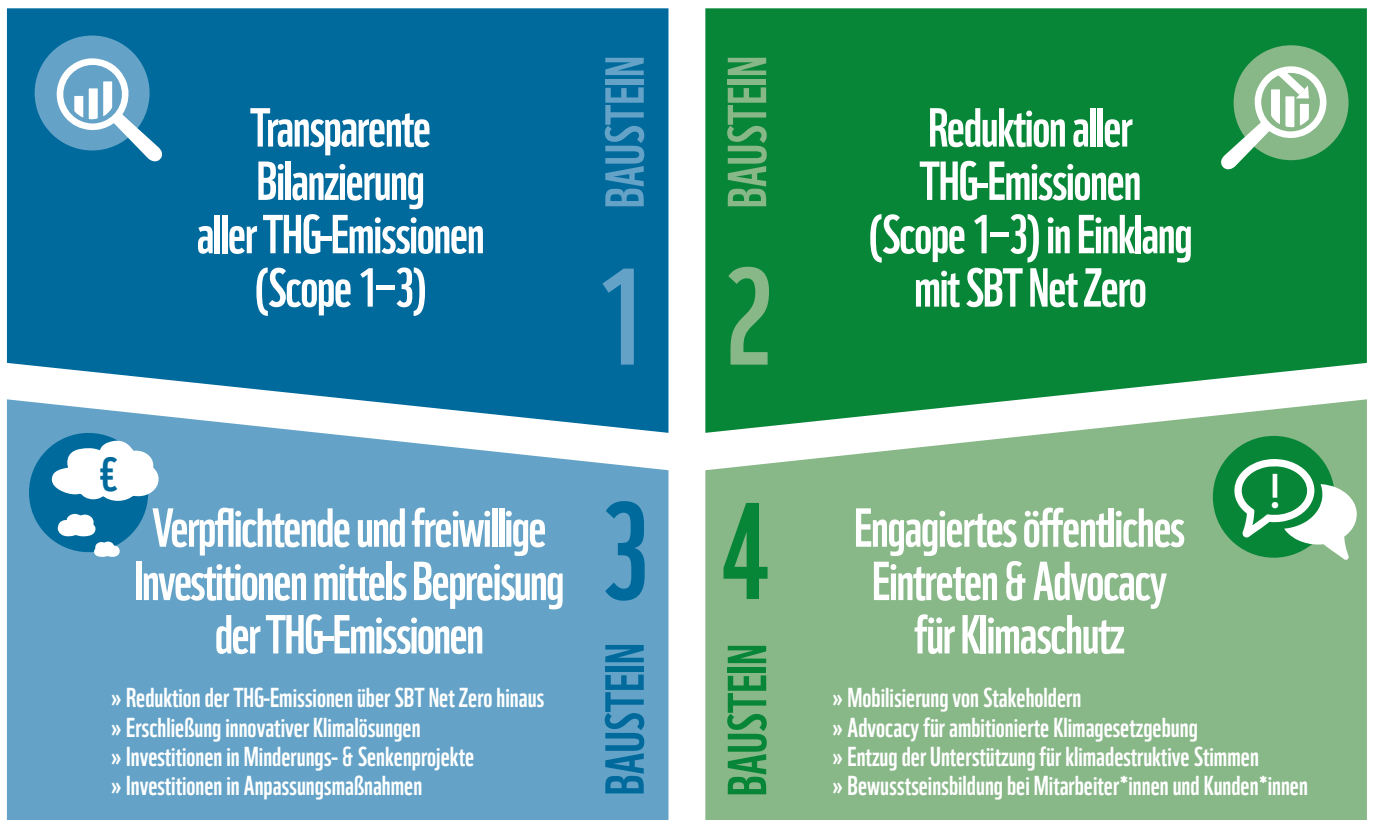 Transparente
Bilanzierung
aller THG-Emissionen
(Scope 1–3)
BAUSTEIN
1
BAUSTEIN
2
Reduktion aller
THG-Emissionen
(Scope 1–3) in Einklang
mit SBT Net Zero
€
Verpflichtende und freiwillige
Investitionen mittels Bepreisung
der THG-Emissionen
» Reduktion der THG-Emissionen über SBT Net Zero hinaus
» Erschließung innovativer Klimalösungen
» Investitionen in Minderungs- & Senkenprojekte
» Investitionen in Anpassungsmaßnahmen
3
BAUSTEIN
4
BAUSTEIN
!
Engagiertes öffentliches
Eintreten & Advocacy
für Klimaschutz
» Mobilisierung von Stakeholdern
» Advocacy für ambitionierte Klimagesetzgebung
» Entzug der Unterstützung für klimadestruktive Stimmen
» Bewusstseinsbildung bei Mitarbeiter*innen und Kunden*innen